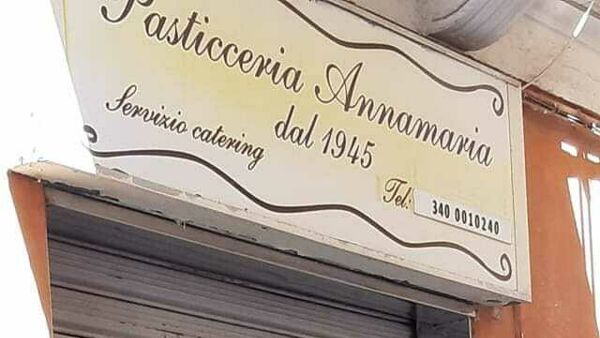 Pasticceria Annamaria
dal 1945
Servizio catering
Tel. 340 0010240